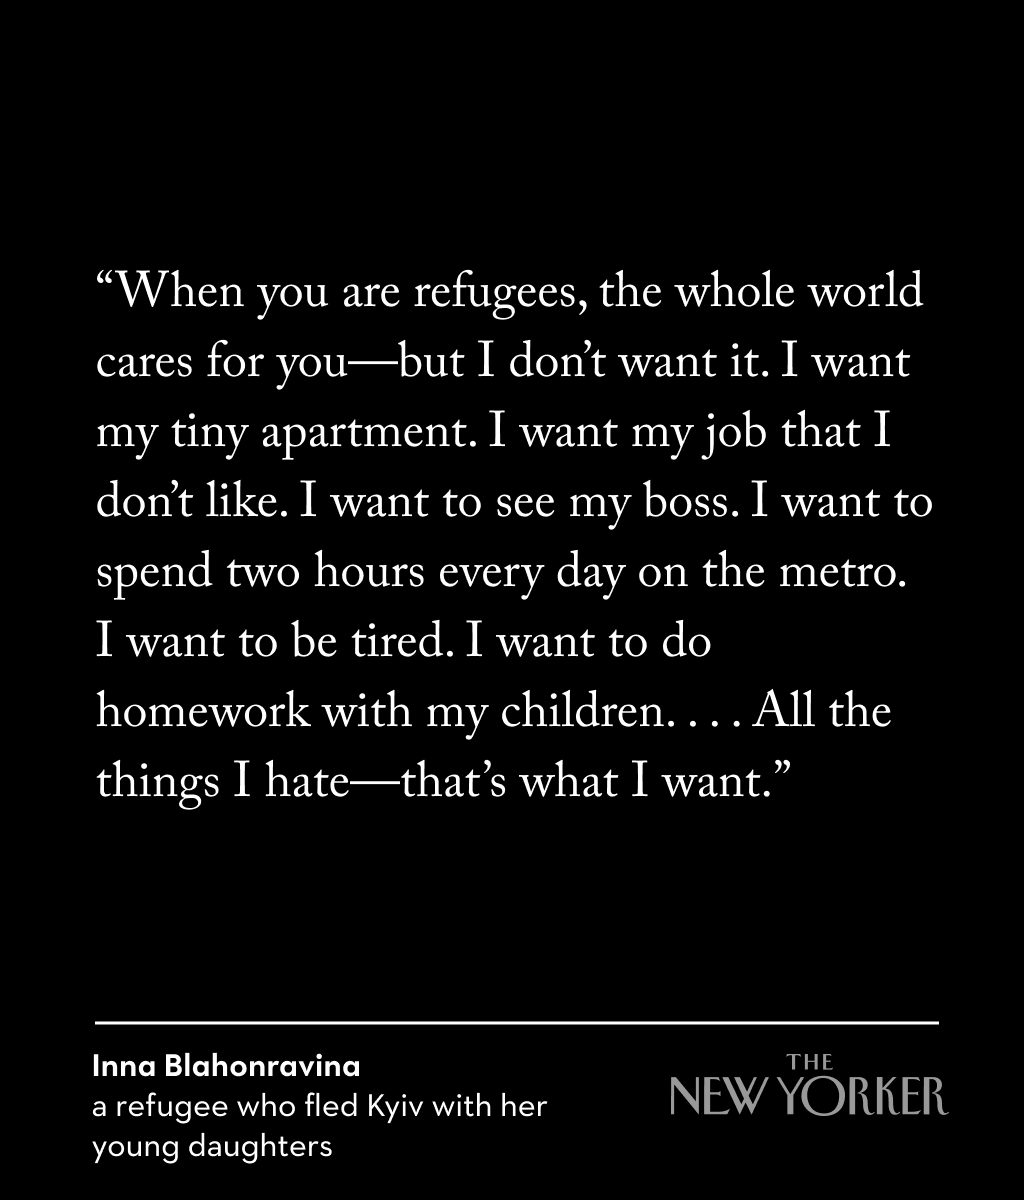 “When you are refugees, the whole world
cares for you—but I don’t want it. I want
my tiny apartment. I want my job that I
don’t like. I want to see my boss. I want to
spend two hours every day on the metro.
I want to be tired. I want to do
homework with my children. . . . All the
things I hate—that’s what I want.”
Inna Blahonravina
a refugee who fled Kyiv with her
young daughters
THE
NEW YORKER